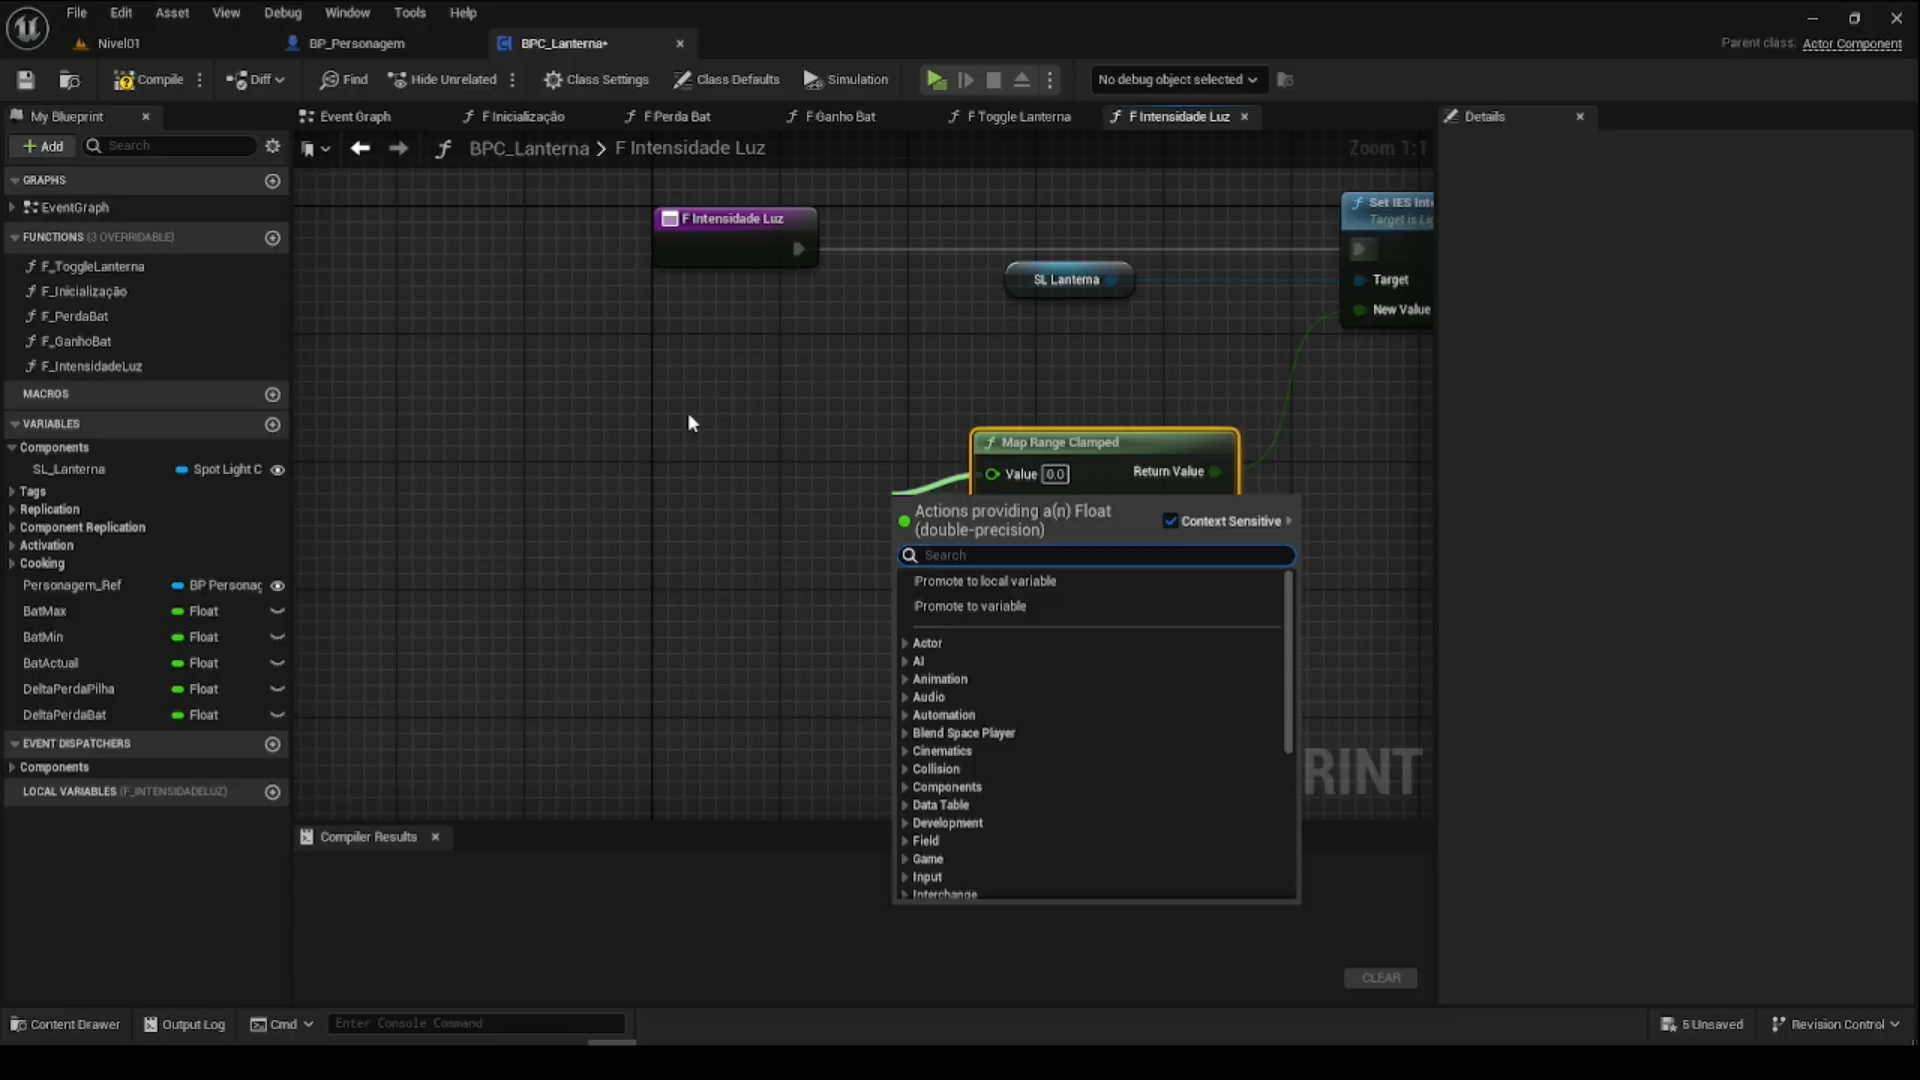 File Edit Asset View Debug Window Tools Help
Nivel01 BP_Personagem BPC_Lanterna* Parent class: Actor Component
Compile Diff Find Hide Unrelated Class Settings Class Defaults Simulation No debug object selected
My Blueprint Event Graph F Inicialização F Perda Bat F Ganho Bat F Toggle Lanterna F Intensidade Luz Details
Add Search BPC_Lanterna > F Intensidade Luz Zoom 1:1
GRAPHS
EventGraph
FUNCTIONS (3 OVERRIDABLE)
F_ToggleLanterna
F_Inicialização
F_PerdaBat
F_GanhoBat
F_IntensidadeLuz
MACROS
VARIABLES
Components
SL_Lanterna Spot Light C
Tags
Replication
Component Replication
Activation
Cooking
Personagem_Ref BP Personag
BatMax Float
BatMin Float
BatActual Float
DeltaPerdaPilha Float
DeltaPerdaBat Float
EVENT DISPATCHERS
Components
LOCAL VARIABLES (F_INTENSIDADELUZ)
F Intensidade Luz
SL Lanterna
Set IES Inte
Target is Lig
Target
New Value
Map Range Clamped
Value 0.0 Return Value
Actions providing a(n) Float
(double-precision)
Context Sensitive
Search
Promote to local variable
Promote to variable
Actor
AI
Animation
Audio
Automation
Blend Space Player
Cinematics
Collision
Components
Data Table
Development
Field
Game
Input
Interchange
RINT
Compiler Results
CLEAR
Content Drawer Output Log Cmd Enter Console Command 5 Unsaved Revision Control